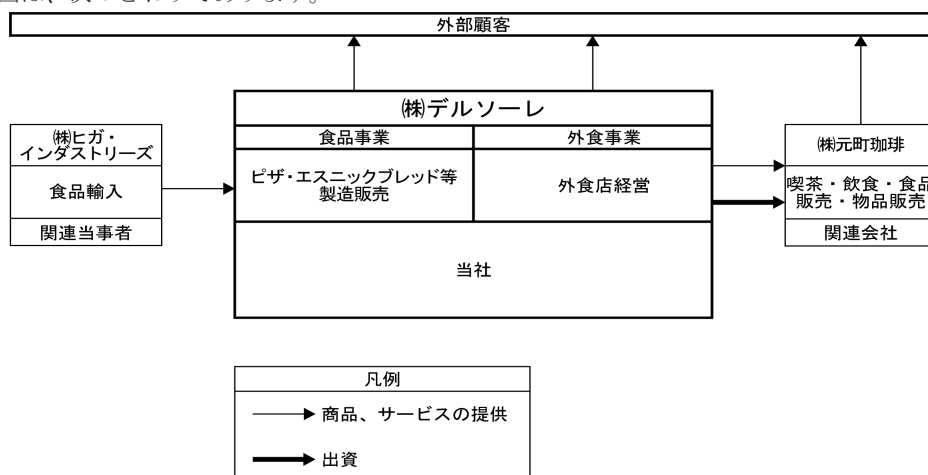 外部顧客
㈱デルソーレ
食品事業
外食事業
ピザ・エスニックブレッド等
製造販売
外食店経営
当社
㈱ヒガ・
インダストリーズ
食品輸入
関連当事者
㈱元町珈琲
喫茶・飲食・食品
販売・物品販売
関連会社
凡例
商品、サービスの提供
出資